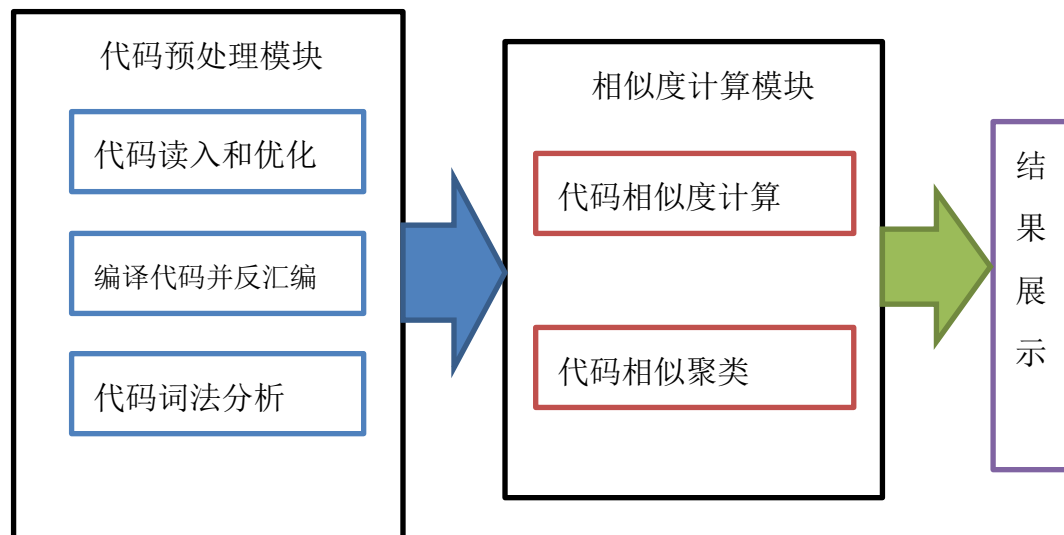 代码预处理模块
代码读入和优化
编译代码并反汇编
代码词法分析
相似度计算模块
代码相似度计算
代码相似聚类
结
果
展
示